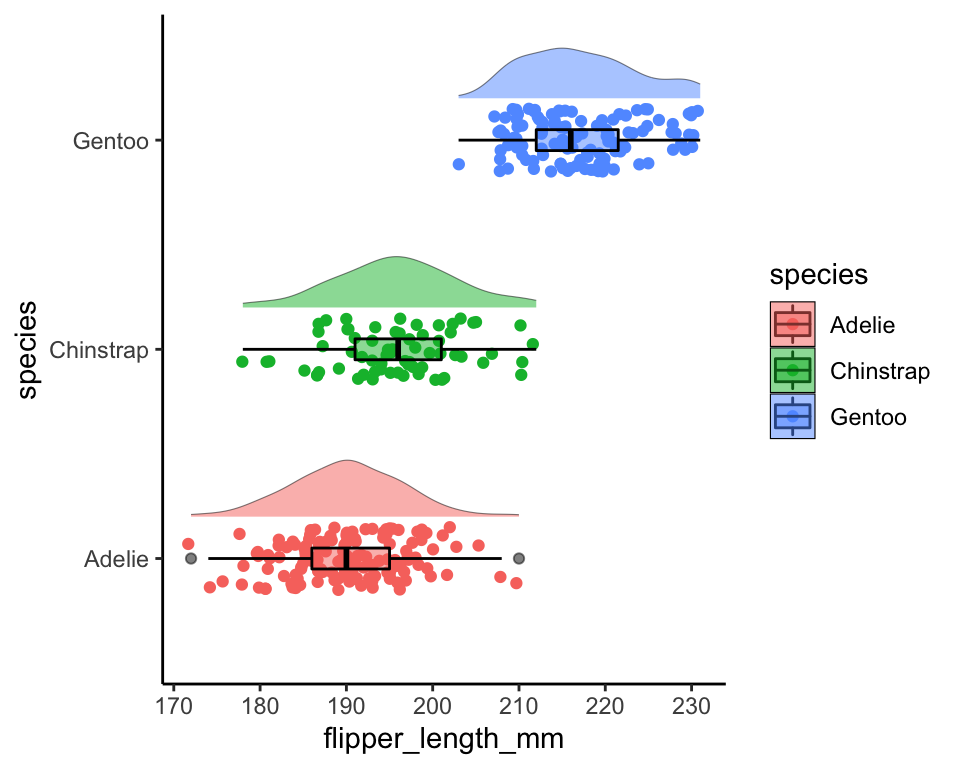 species
Gentoo
Chinstrap
Adelie
170 180 190 200 210 220 230
flipper_length_mm
species
Adelie
Chinstrap
Gentoo